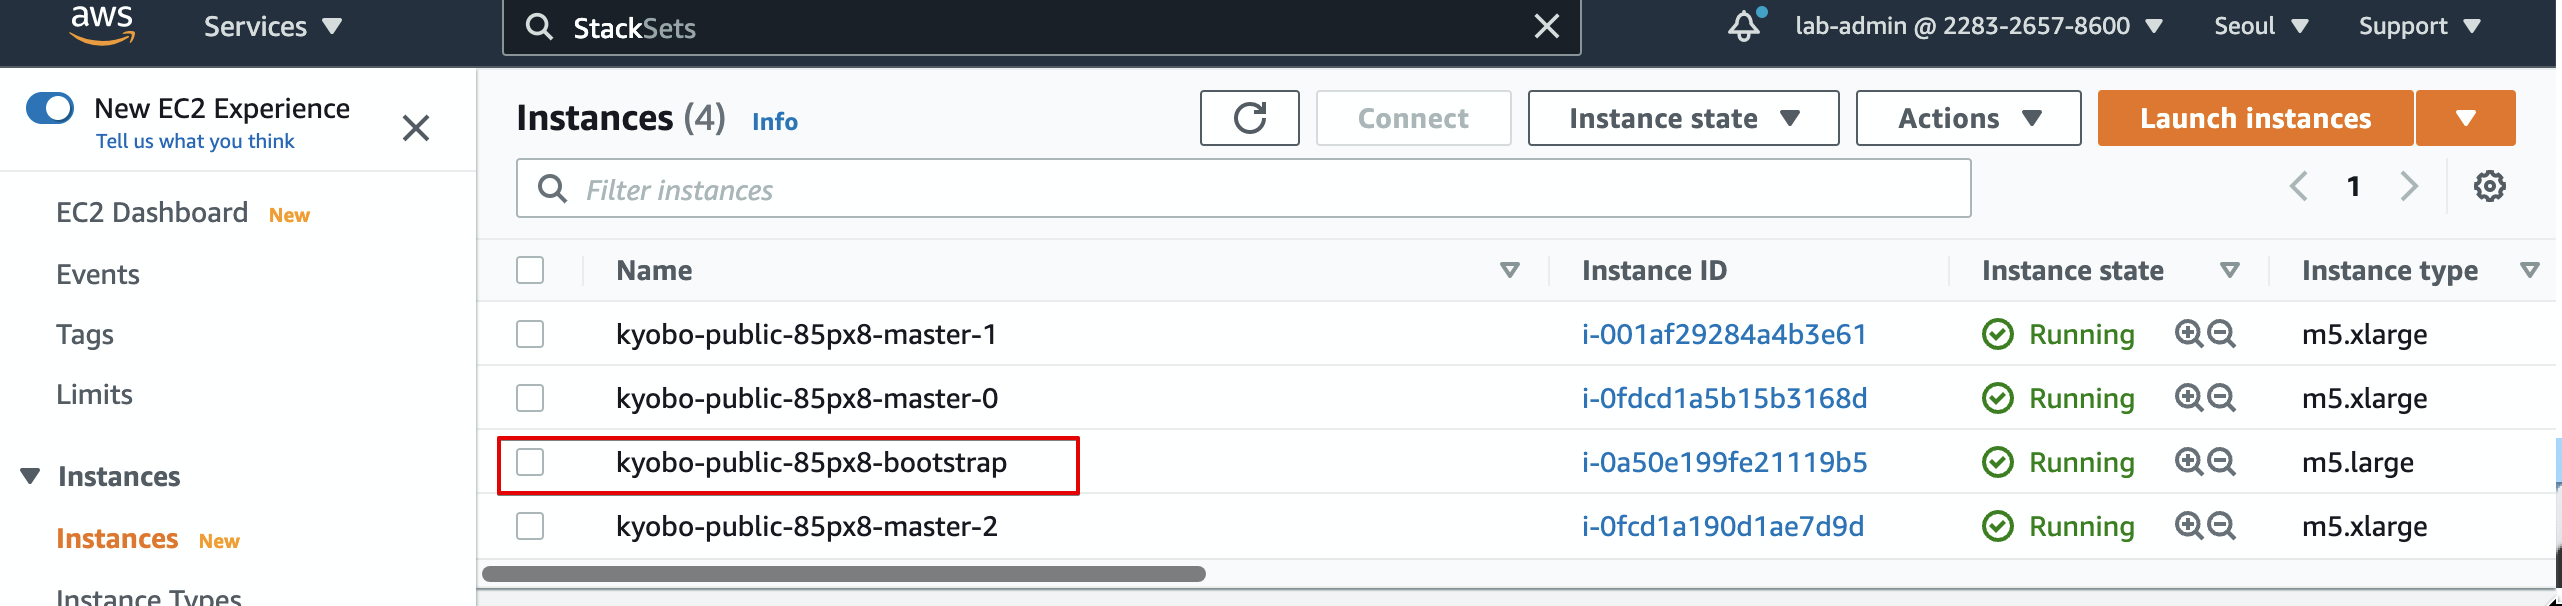 aws Services StackSets lab-admin @ 2283-2657-8600 Seoul Support
New EC2 Experience
Tell us what you think
EC2 Dashboard New
Events
Tags
Limits
Instances
Instances New
Instance Types
Instances (4) Info Connect Instance state Actions Launch instances
Filter instances 1
Name Instance ID Instance state Instance type
kyobo-public-85px8-master-1 i-001af29284a4b3e61 Running m5.xlarge
kyobo-public-85px8-master-0 i-0fdcd1a5b15b3168d Running m5.xlarge
kyobo-public-85px8-bootstrap i-0a50e199fe21119b5 Running m5.large
kyobo-public-85px8-master-2 i-0fcd1a190d1ae7d9d Running m5.xlarge